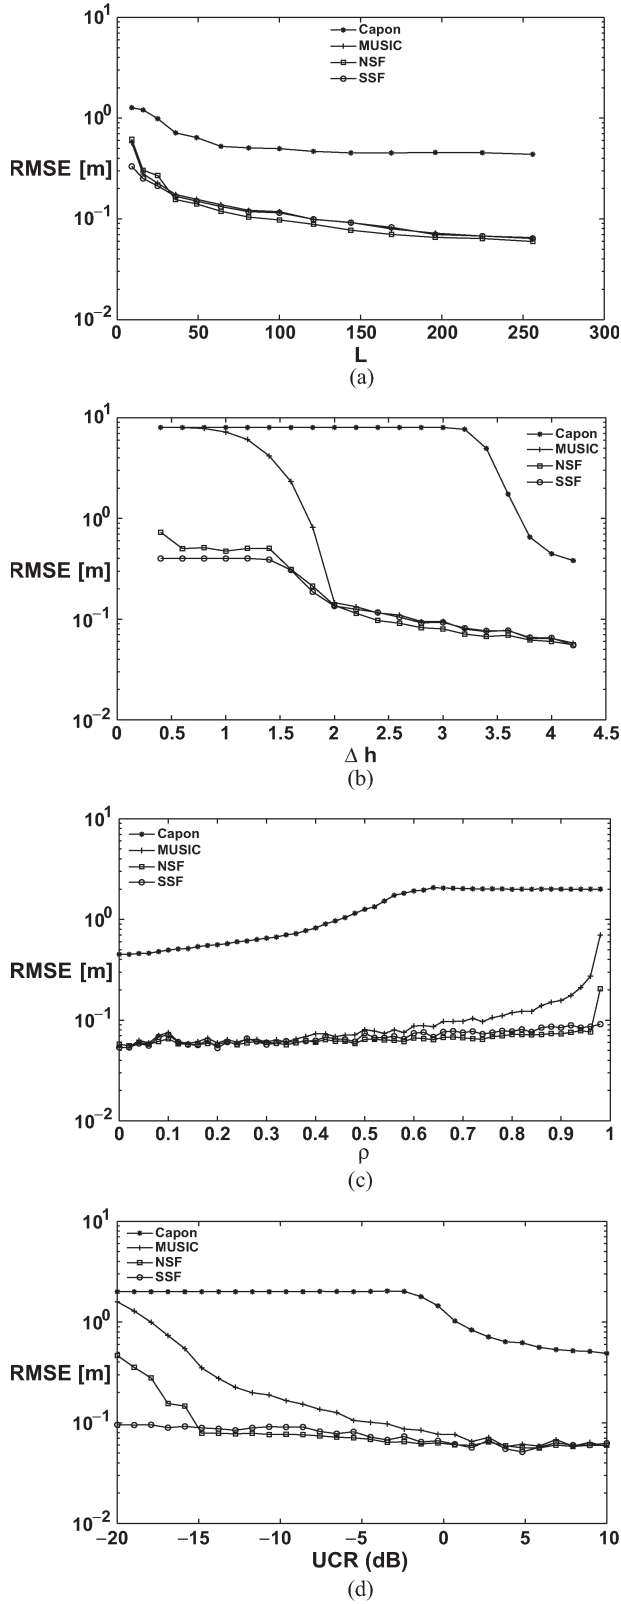 10^1
Capon
MUSIC
NSF
SSF
10^0
RMSE [m]
10^−1
10^−2
0 50 100 150 200 250 300
L
(a)
10^1
Capon
MUSIC
NSF
SSF
10^0
RMSE [m]
10^−1
10^−2
0 0.5 1 1.5 2 2.5 3 3.5 4 4.5
Δ h
(b)
10^1
Capon
MUSIC
NSF
SSF
10^0
RMSE [m]
10^−1
10^−2
0 0.1 0.2 0.3 0.4 0.5 0.6 0.7 0.8 0.9 1
ρ
(c)
10^1
Capon
MUSIC
NSF
SSF
10^0
RMSE [m]
10^−1
10^−2
−20 −15 −10 −5 0 5 10
UCR (dB)
(d)